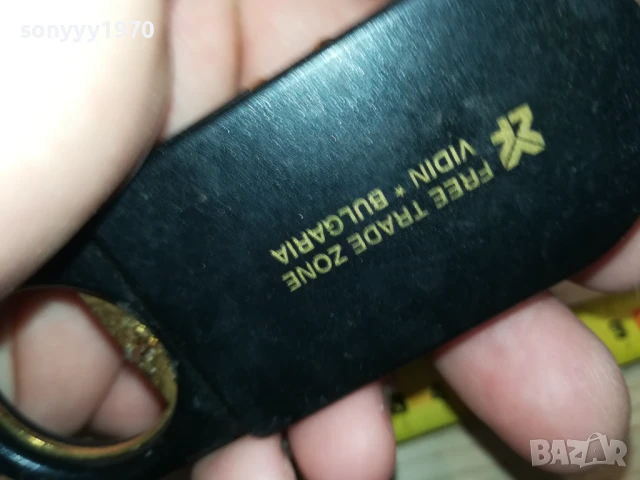 sonyyy1970
FREE TRADE ZONE
VIDIN * BULGARIA
BAZAR